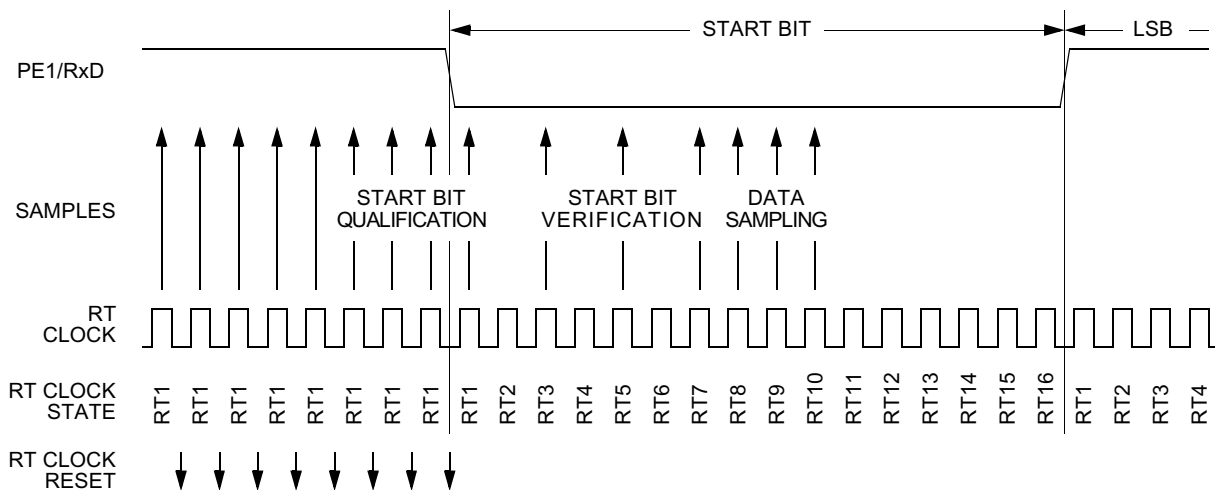 START BIT
LSB
PE1/RxD
SAMPLES
START BIT
QUALIFICATION
START BIT
VERIFICATION
DATA
SAMPLING
RT
CLOCK
RT CLOCK
STATE
RT1 RT1 RT1 RT1 RT1 RT1 RT1 RT1 RT1 RT2 RT3 RT4 RT5 RT6 RT7 RT8 RT9 RT10 RT11 RT12 RT13 RT14 RT15 RT16 RT1 RT2 RT3 RT4
RT CLOCK
RESET